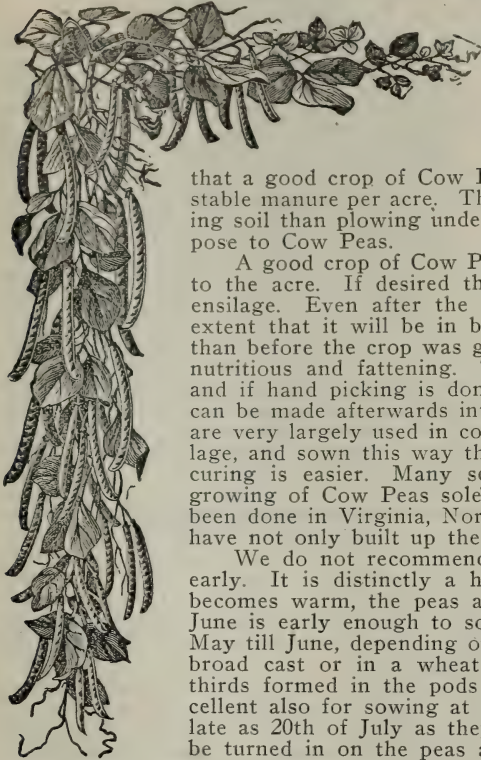 that a good crop of Cow P
stable manure per acre. Th
ing soil than plowing unde
pose to Cow Peas.
A good crop of Cow P
to the acre. If desired th
ensilage. Even after the
extent that it will be in b
than before the crop was g
nutritious and fattening.
and if hand picking is don
can be made afterwards int
are very largely used in co
lage, and sown this way th
curing is easier. Many se
growing of Cow Peas sole
been done in Virginia, Nor
have not only built up the
We do not recommend
early. It is distinctly a h
becomes warm, the peas a
June is early enough to so
May till June, depending o
broad cast or in a wheat
thirds formed in the pods
cellent also for sowing at
late as 20th of July as the
be turned in on the peas a